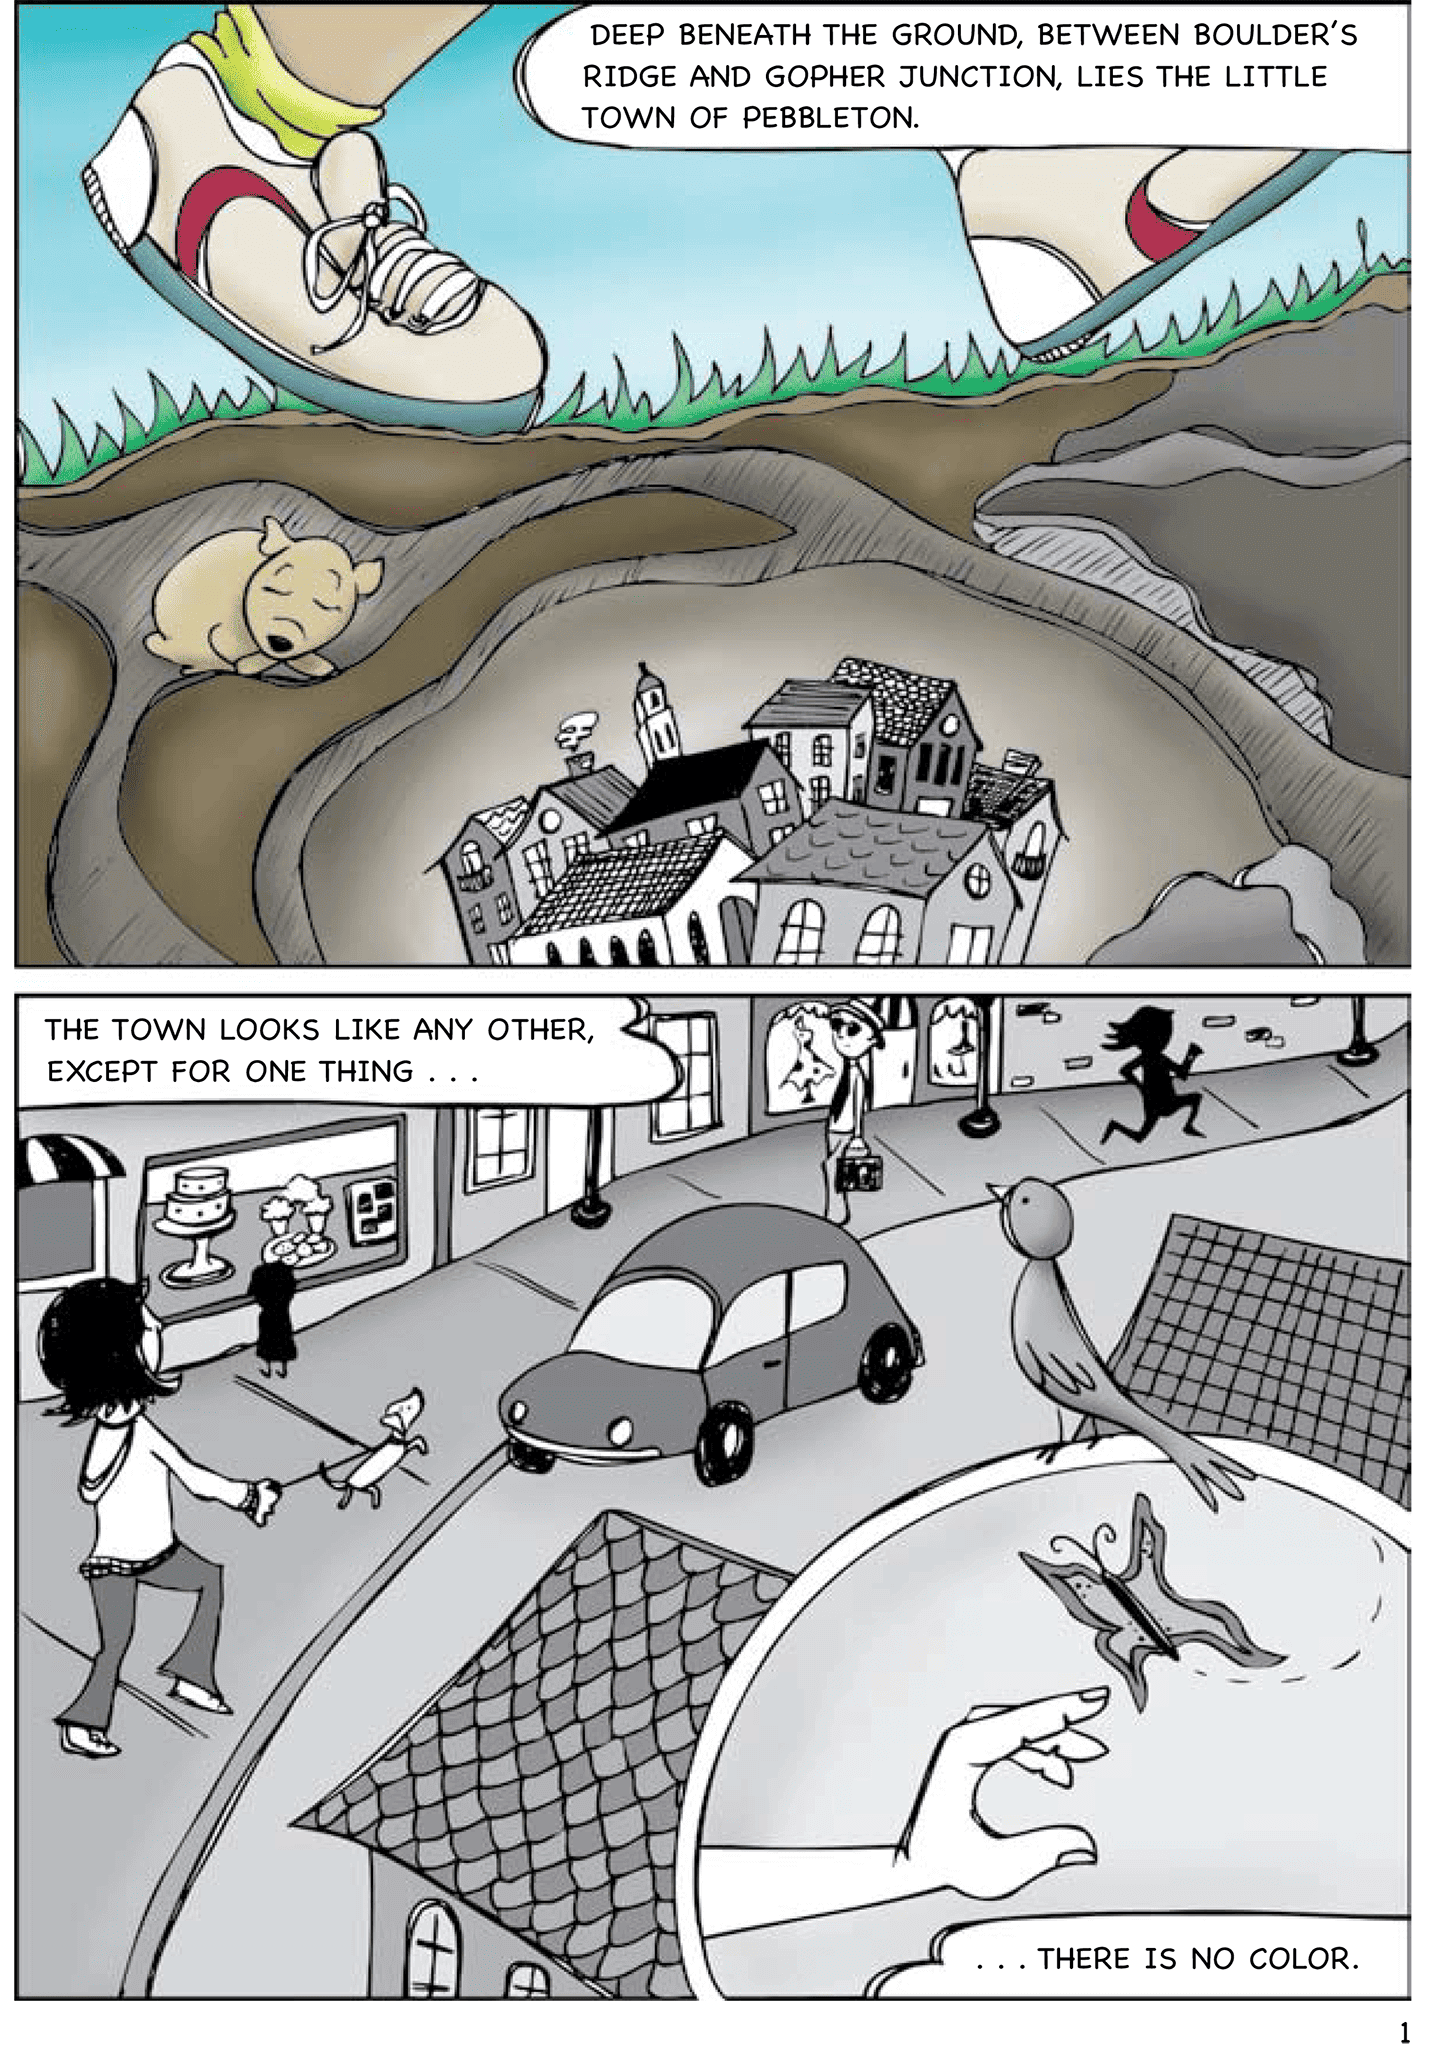 DEEP BENEATH THE GROUND, BETWEEN BOULDER'S
RIDGE AND GOPHER JUNCTION, LIES THE LITTLE
TOWN OF PEBBLETON.
THE TOWN LOOKS LIKE ANY OTHER,
EXCEPT FOR ONE THING . . .
. . . THERE IS NO COLOR.
1